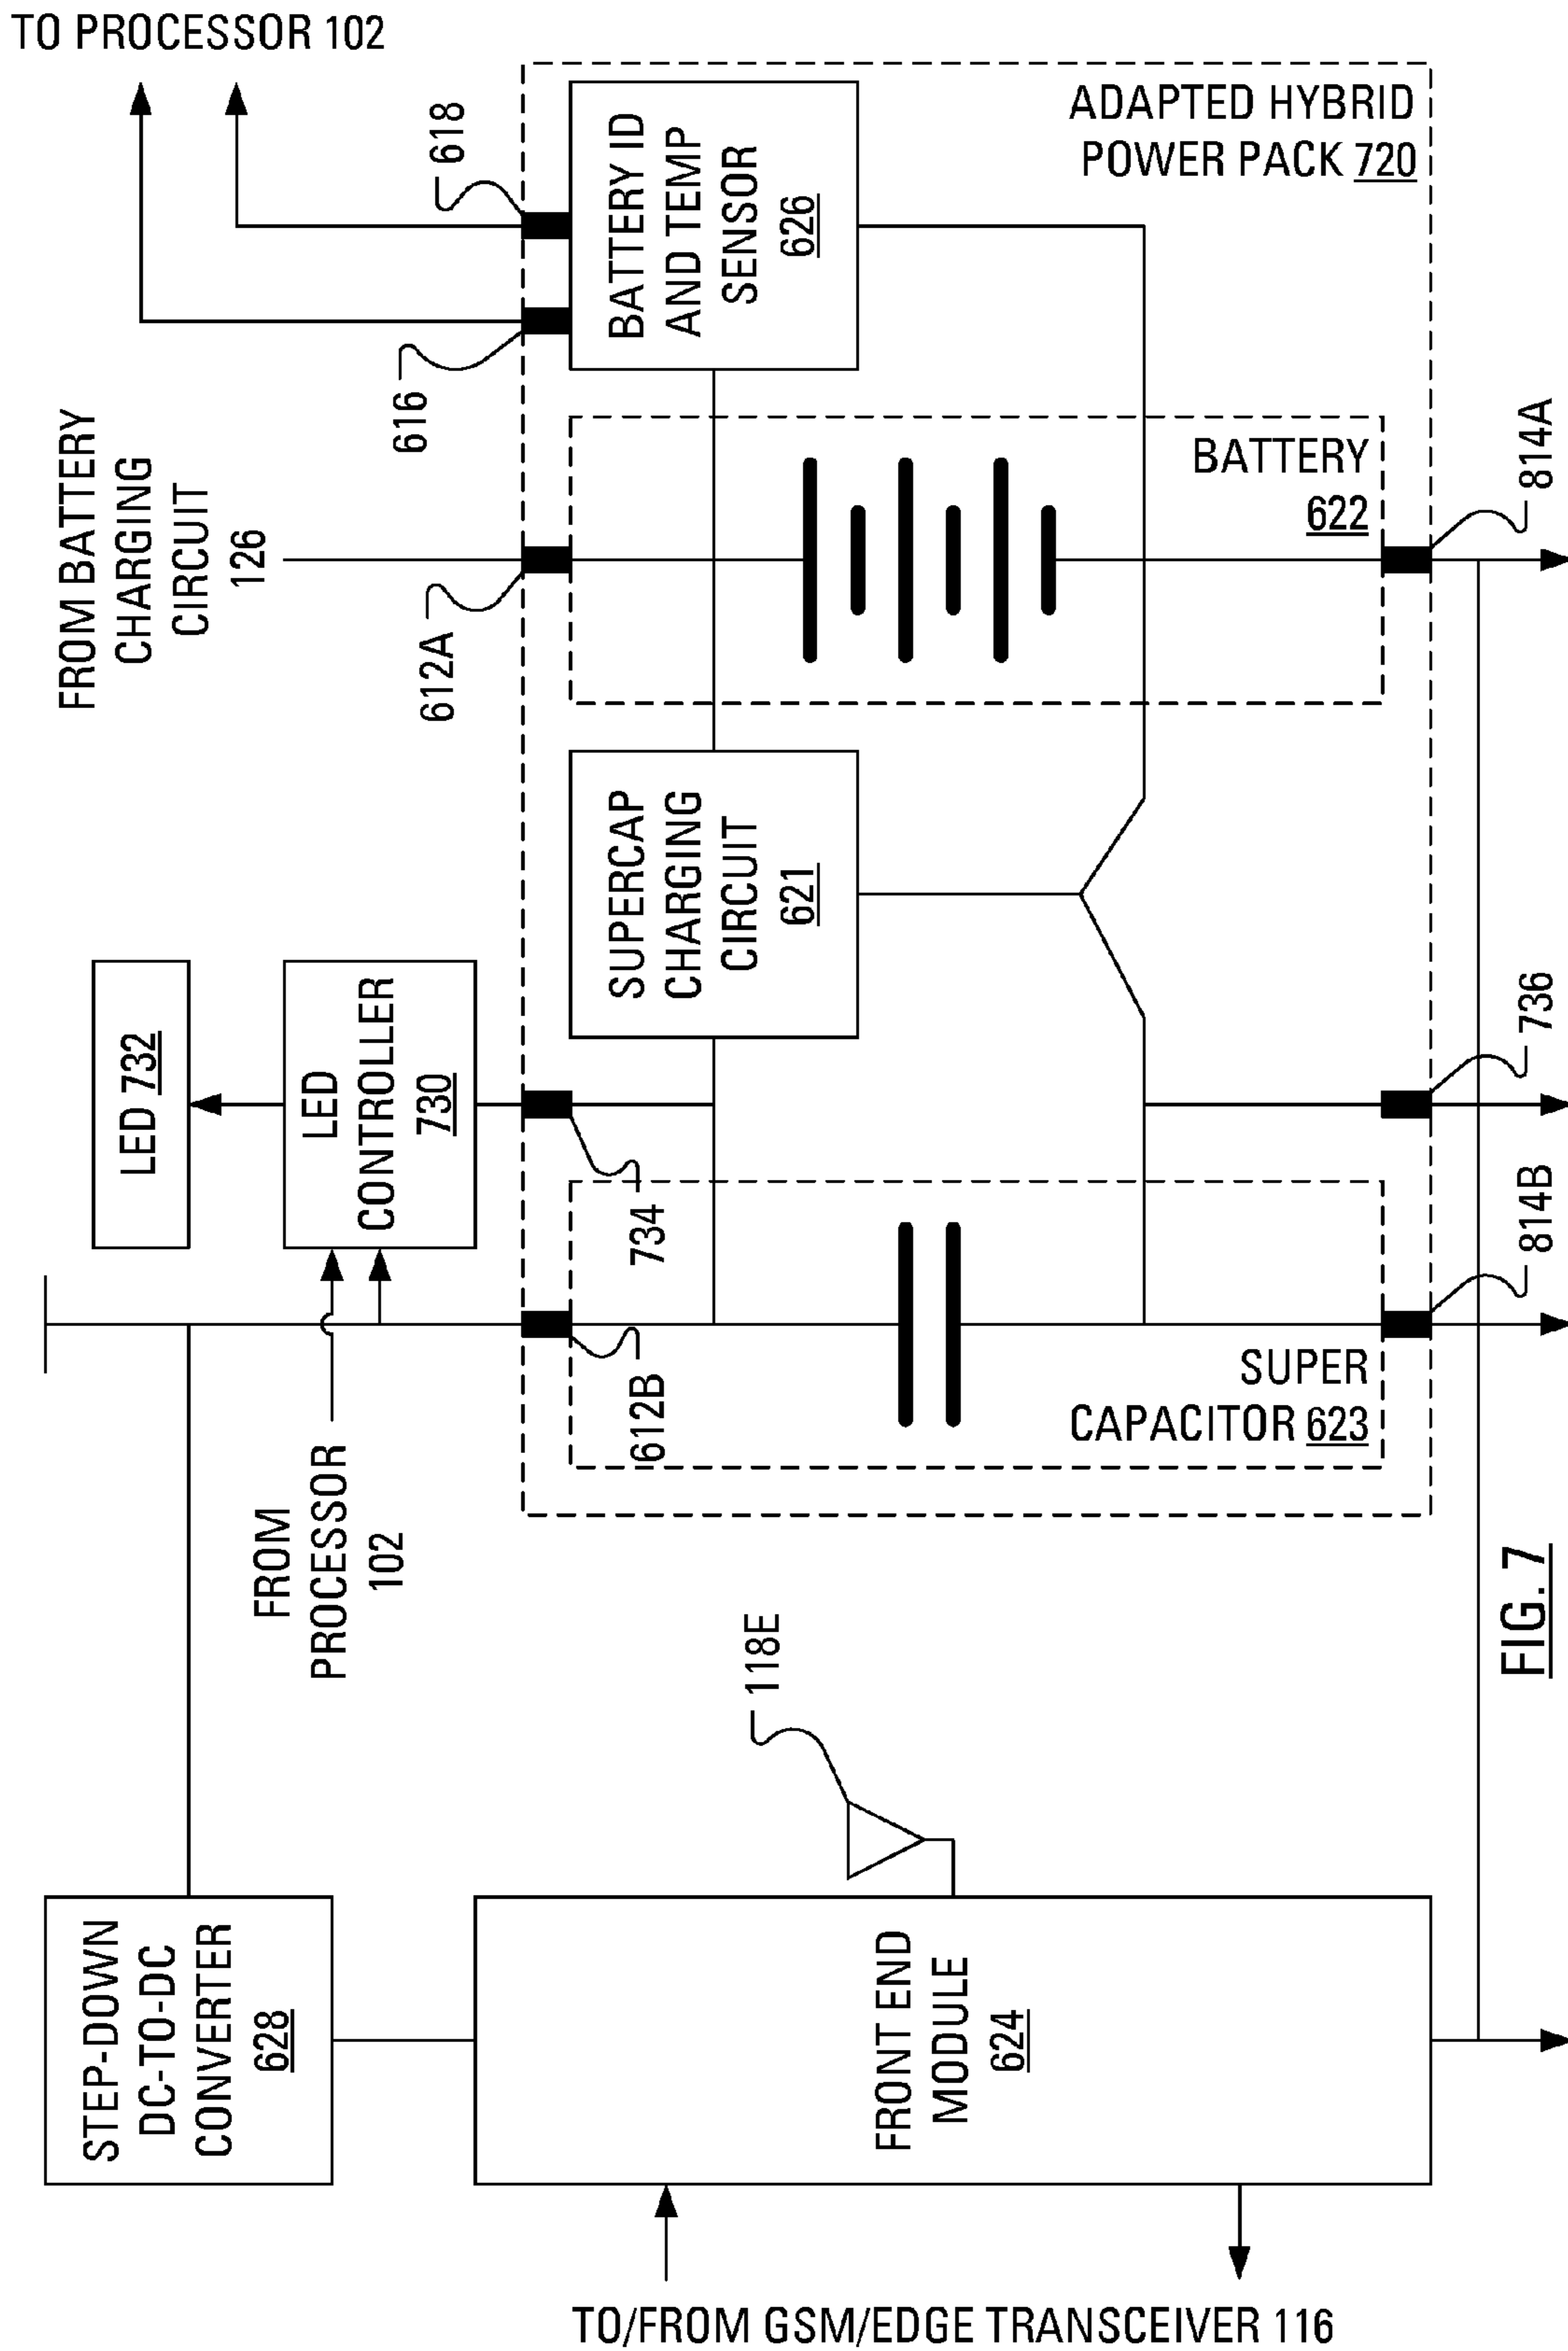 TO/FROM GSM/EDGE TRANSCEIVER 116
STEP-DOWN
DC-TO-DC
CONVERTER
628
FRONT END
MODULE
624
118E
FROM
PROCESSOR
102
LED 732
LED
CONTROLLER
730
612B
734
SUPER
CAPACITOR 623
814B
736
SUPERCAP
CHARGING
CIRCUIT
621
FROM BATTERY
CHARGING
CIRCUIT
126
612A
BATTERY
622
814A
616
618
TO PROCESSOR 102
BATTERY ID
AND TEMP
SENSOR
626
ADAPTED HYBRID
POWER PACK 720
FIG. 7